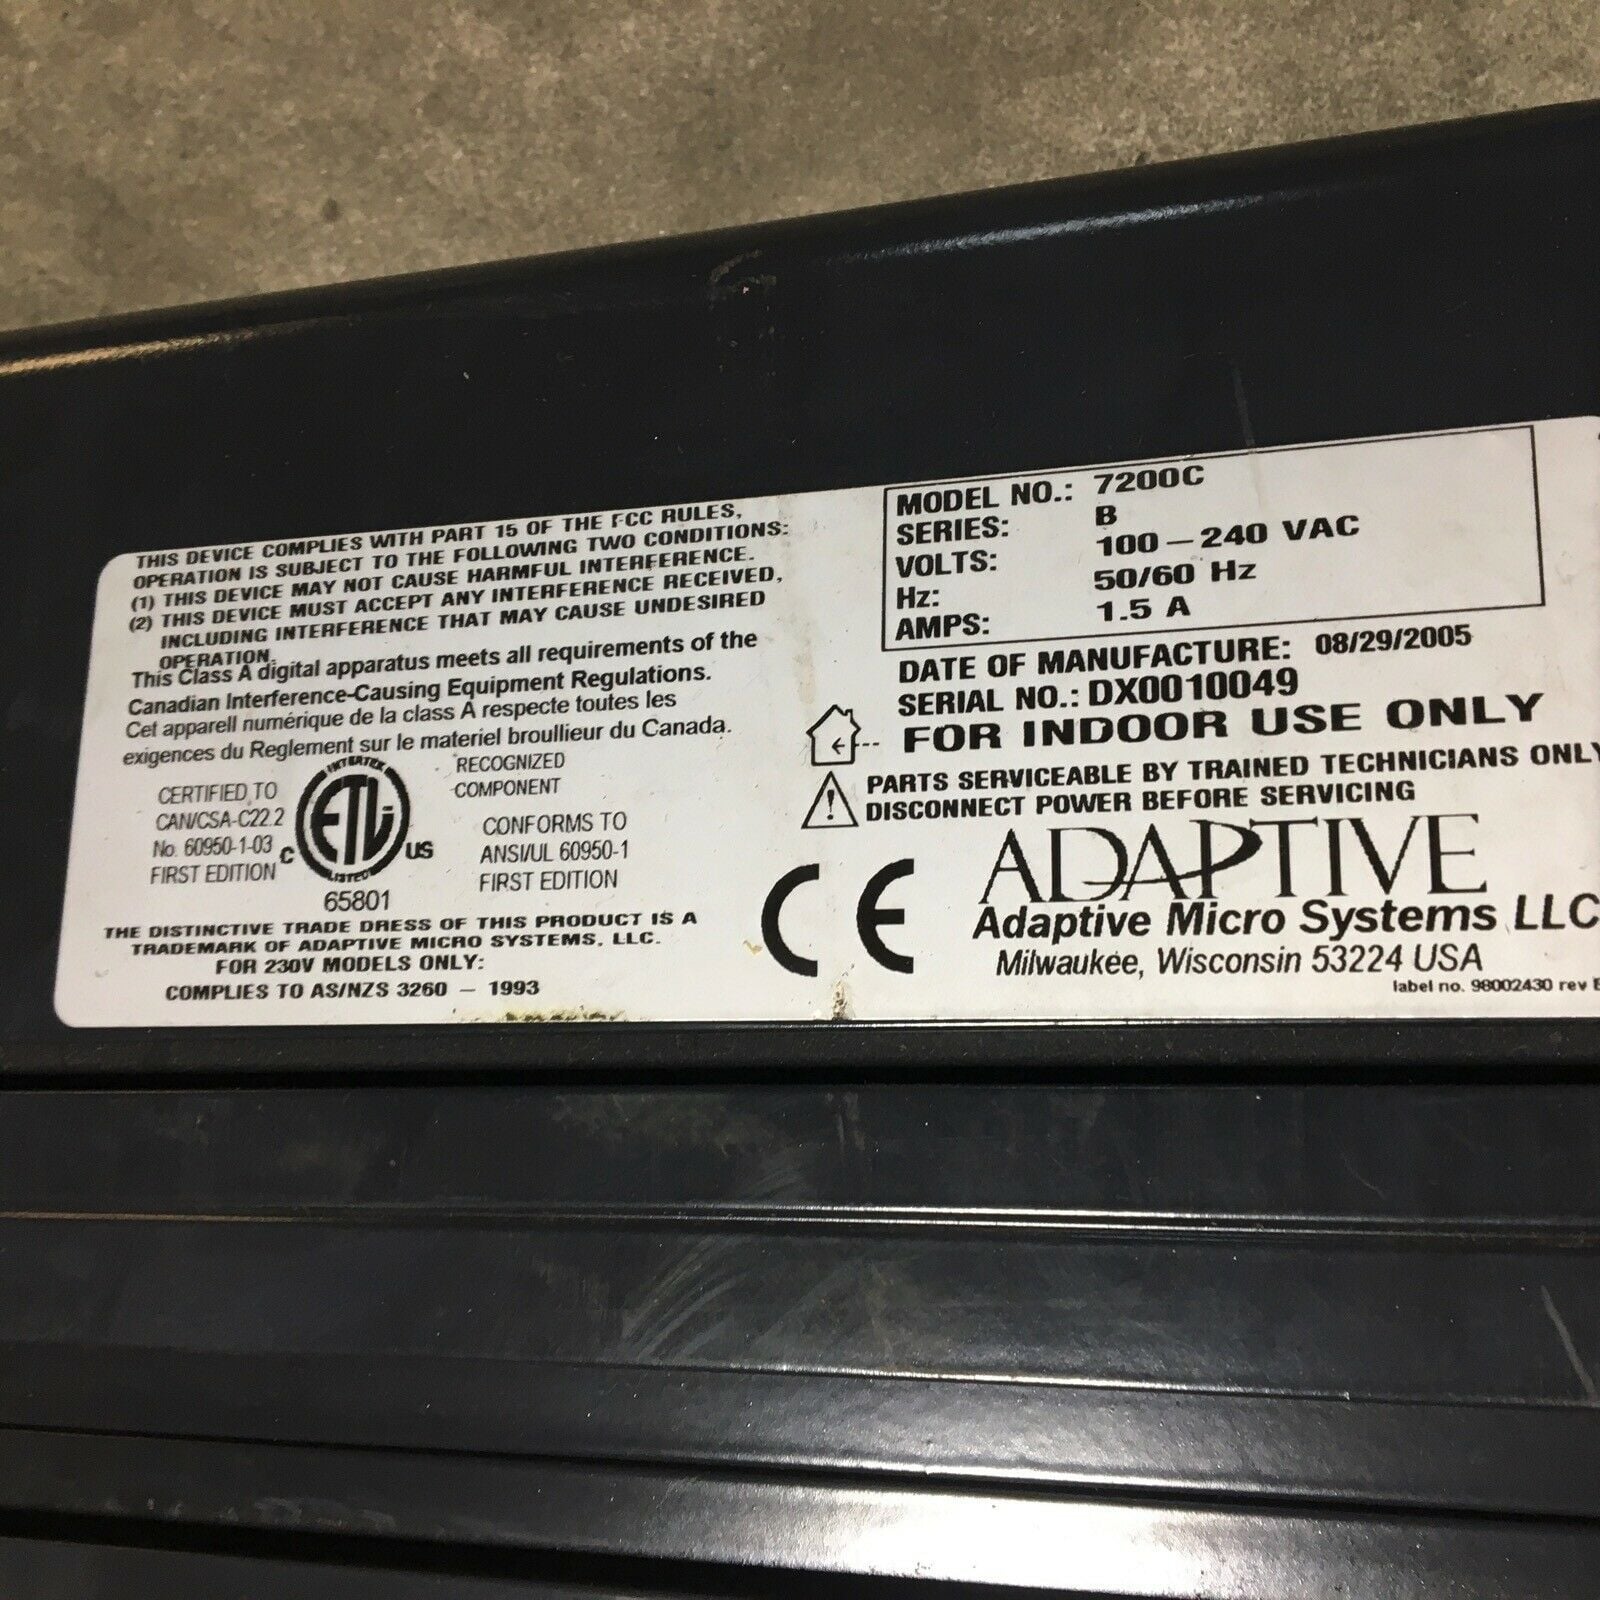 THIS DEVICE COMPLIES WITH PART 15 OF THE FCC RULES,
OPERATION IS SUBJECT TO THE FOLLOWING TWO CONDITIONS:
(1) THIS DEVICE MAY NOT CAUSE HARMFUL INTERFERENCE.
(2) THIS DEVICE MUST ACCEPT ANY INTERFERENCE RECEIVED,
INCLUDING INTERFERENCE THAT MAY CAUSE UNDESIRED
OPERATION.
This Class A digital apparatus meets all requirements of the
Canadian Interference-Causing Equipment Regulations.
Cet apparell numérique de la class A respecte toutes les
exigences du Reglement sur le materiel broullieur du Canada.
CERTIFIED TO
CAN/CSA-C22.2
No. 60950-1-03
FIRST EDITION
INTERTEK
C ETL US
LISTED
65801
RECOGNIZED
COMPONENT
CONFORMS TO
ANSI/UL 60950-1
FIRST EDITION
THE DISTINCTIVE TRADE DRESS OF THIS PRODUCT IS A
TRADEMARK OF ADAPTIVE MICRO SYSTEMS, LLC.
FOR 230V MODELS ONLY:
COMPLIES TO AS/NZS 3260 – 1993
MODEL NO.: 7200C
SERIES: B
VOLTS: 100–240 VAC
Hz: 50/60 Hz
AMPS: 1.5 A
DATE OF MANUFACTURE: 08/29/2005
SERIAL NO.: DX0010049
FOR INDOOR USE ONLY
PARTS SERVICEABLE BY TRAINED TECHNICIANS ONLY
DISCONNECT POWER BEFORE SERVICING
CE
ADAPTIVE
Adaptive Micro Systems LLC
Milwaukee, Wisconsin 53224 USA
label no. 98002430 rev